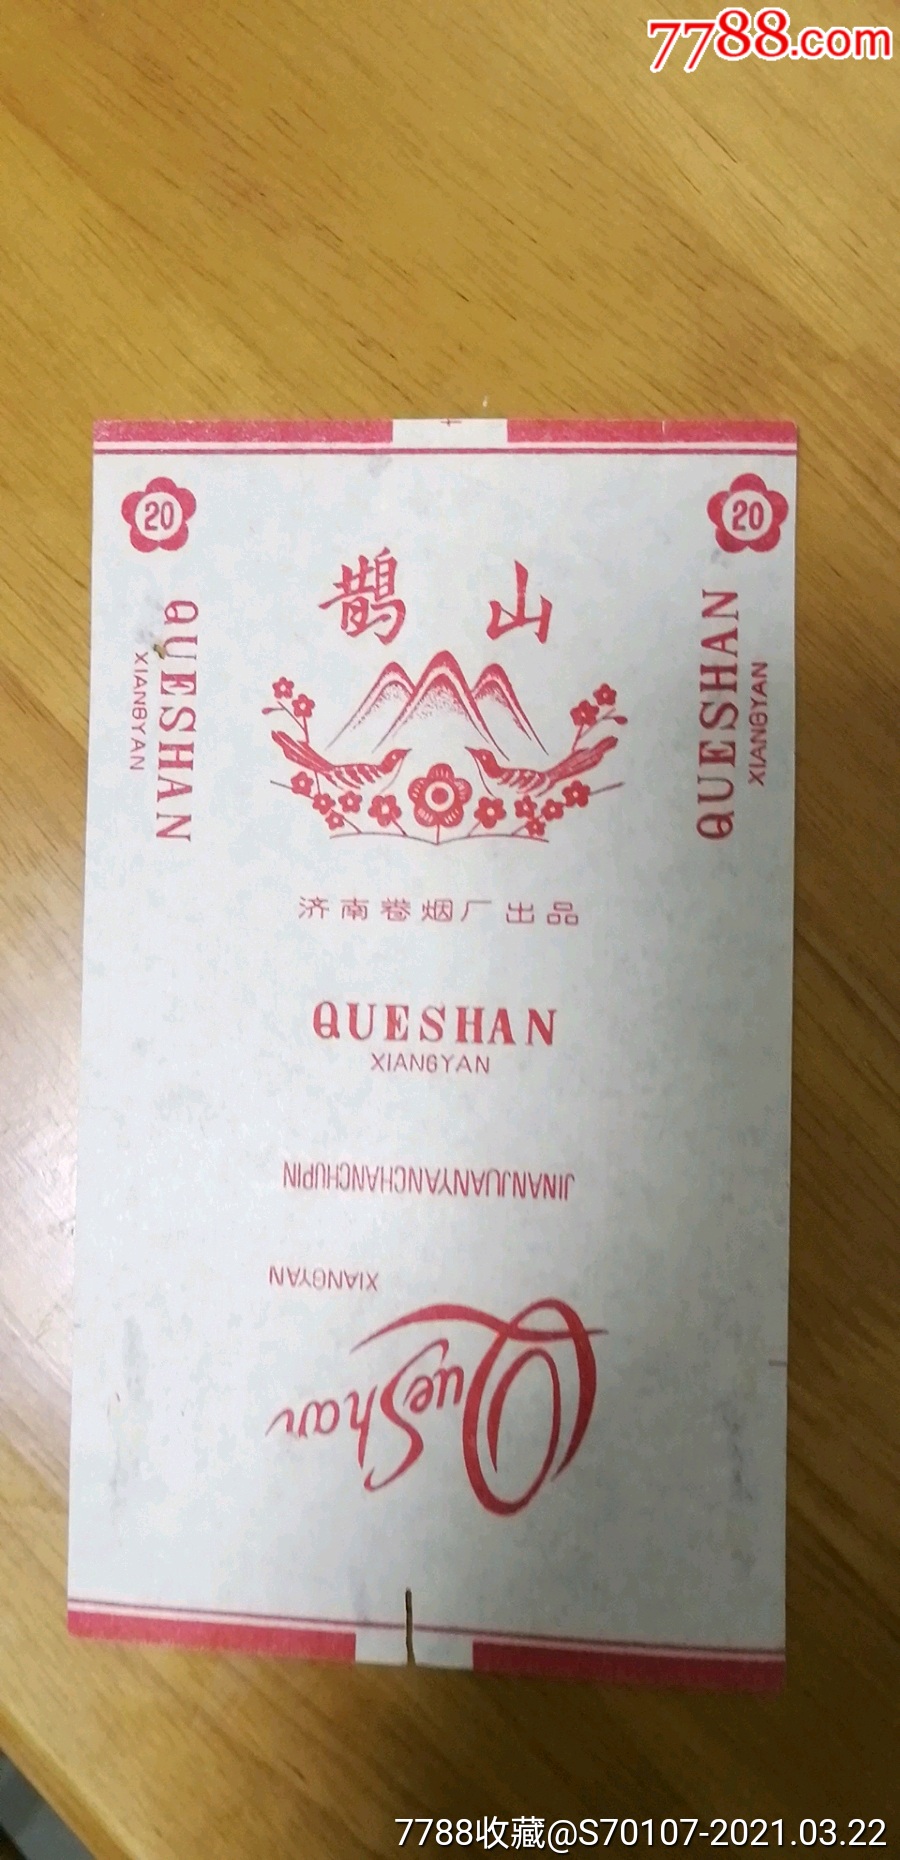 7788.com
20
20
鹊山
QUESHAN
XIANGYAN
QUESHAN
XIANGYAN
济南卷烟厂出品
QUESHAN
XIANGYAN
JINANJUANYANCHANCHUPIN
XIANGYAN
QueShan
7788收藏@S70107-2021.03.22